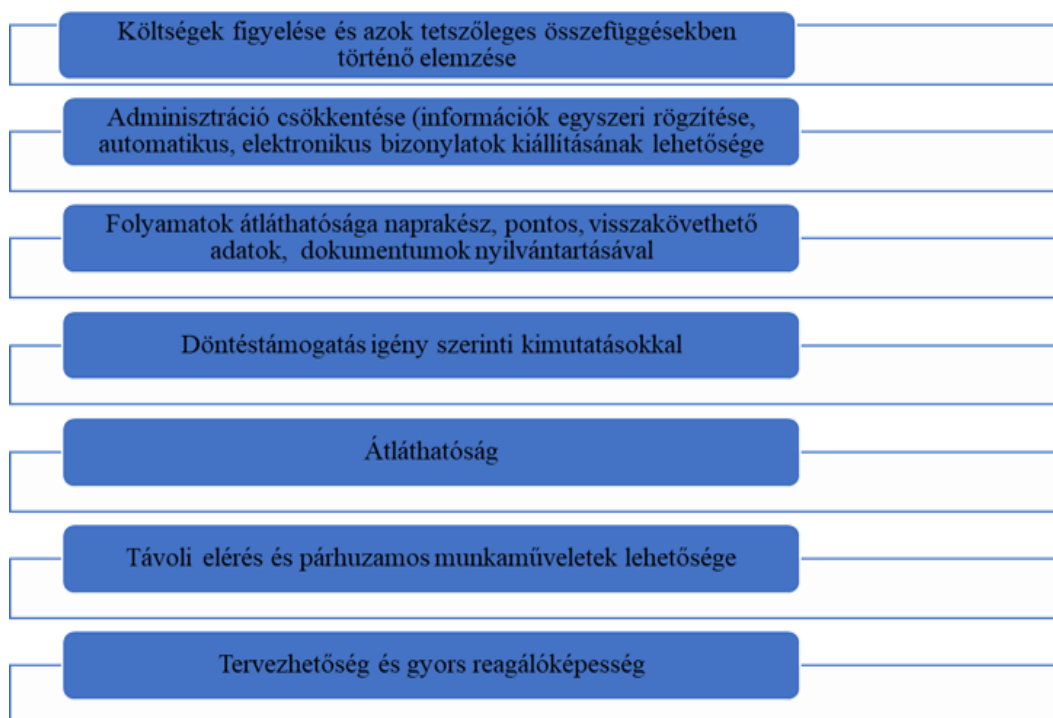 Költségek figyelése és azok tetszőleges összefüggésekben
történő elemzése
Adminisztráció csökkentése (információk egyszeri rögzítése,
automatikus, elektronikus bizonylatok kiállításának lehetősége
Folyamatok átláthatósága naprakész, pontos, visszakövethető
adatok, dokumentumok nyilvántartásával
Döntéstámogatás igény szerinti kimutatásokkal
Átláthatóság
Távoli elérés és párhuzamos munkaműveletek lehetősége
Tervezhetőség és gyors reagálóképesség